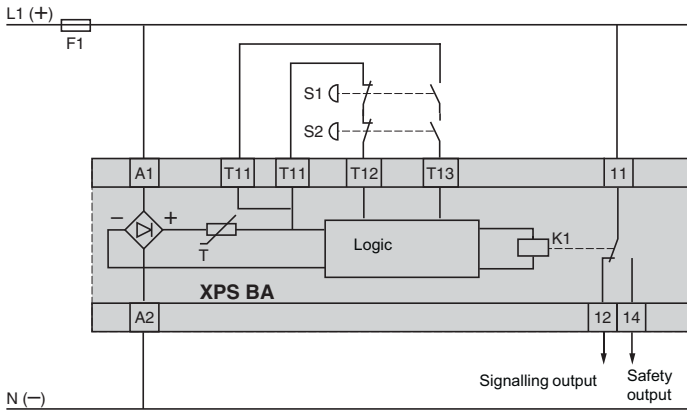 L1 (+)
F1
S1
S2
A1 T11 T11 T12 T13 11
− +
T
Logic
K1
XPS BA
A2 12 14
Signalling output
Safety
output
N (−)